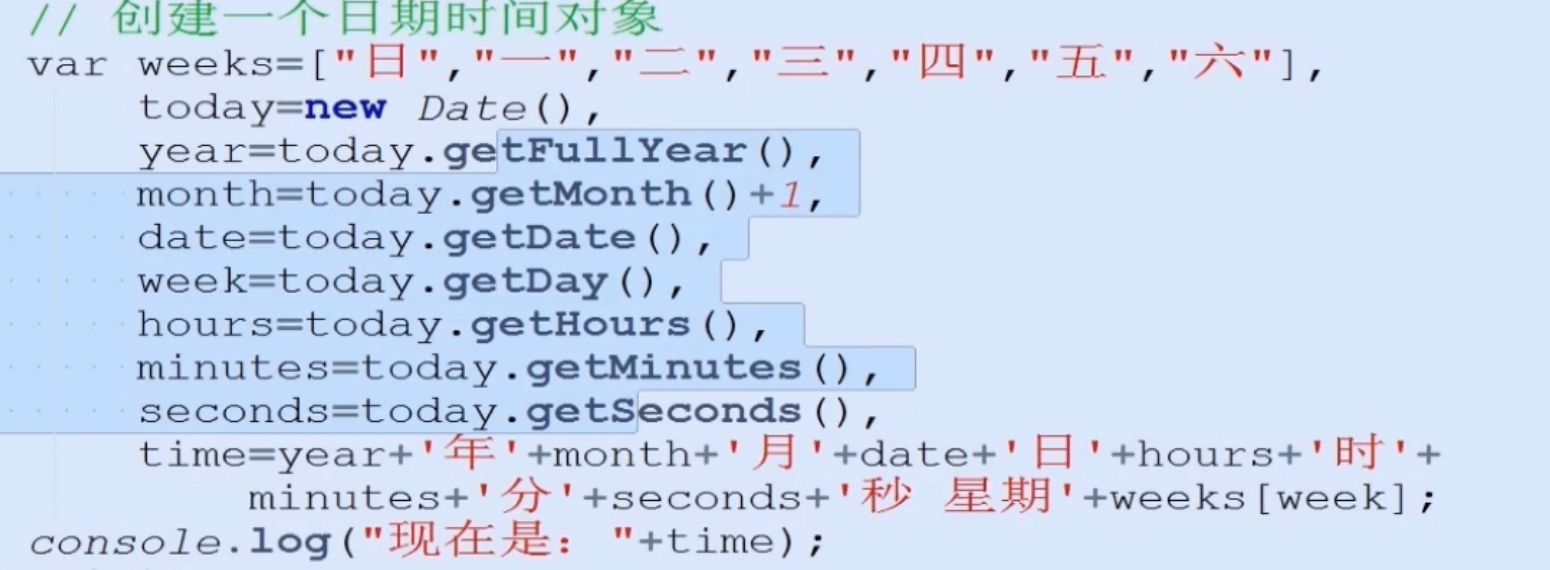 // 创建一个日期时间对象
var weeks=["日","一","二","三","四","五","六"],
today=new Date(),
year=today.getFullYear(),
month=today.getMonth()+1,
date=today.getDate(),
week=today.getDay(),
hours=today.getHours(),
minutes=today.getMinutes(),
seconds=today.getSeconds(),
time=year+'年'+month+'月'+date+'日'+hours+'时'+
minutes+'分'+seconds+'秒 星期'+weeks[week];
console.log("现在是: "+time);